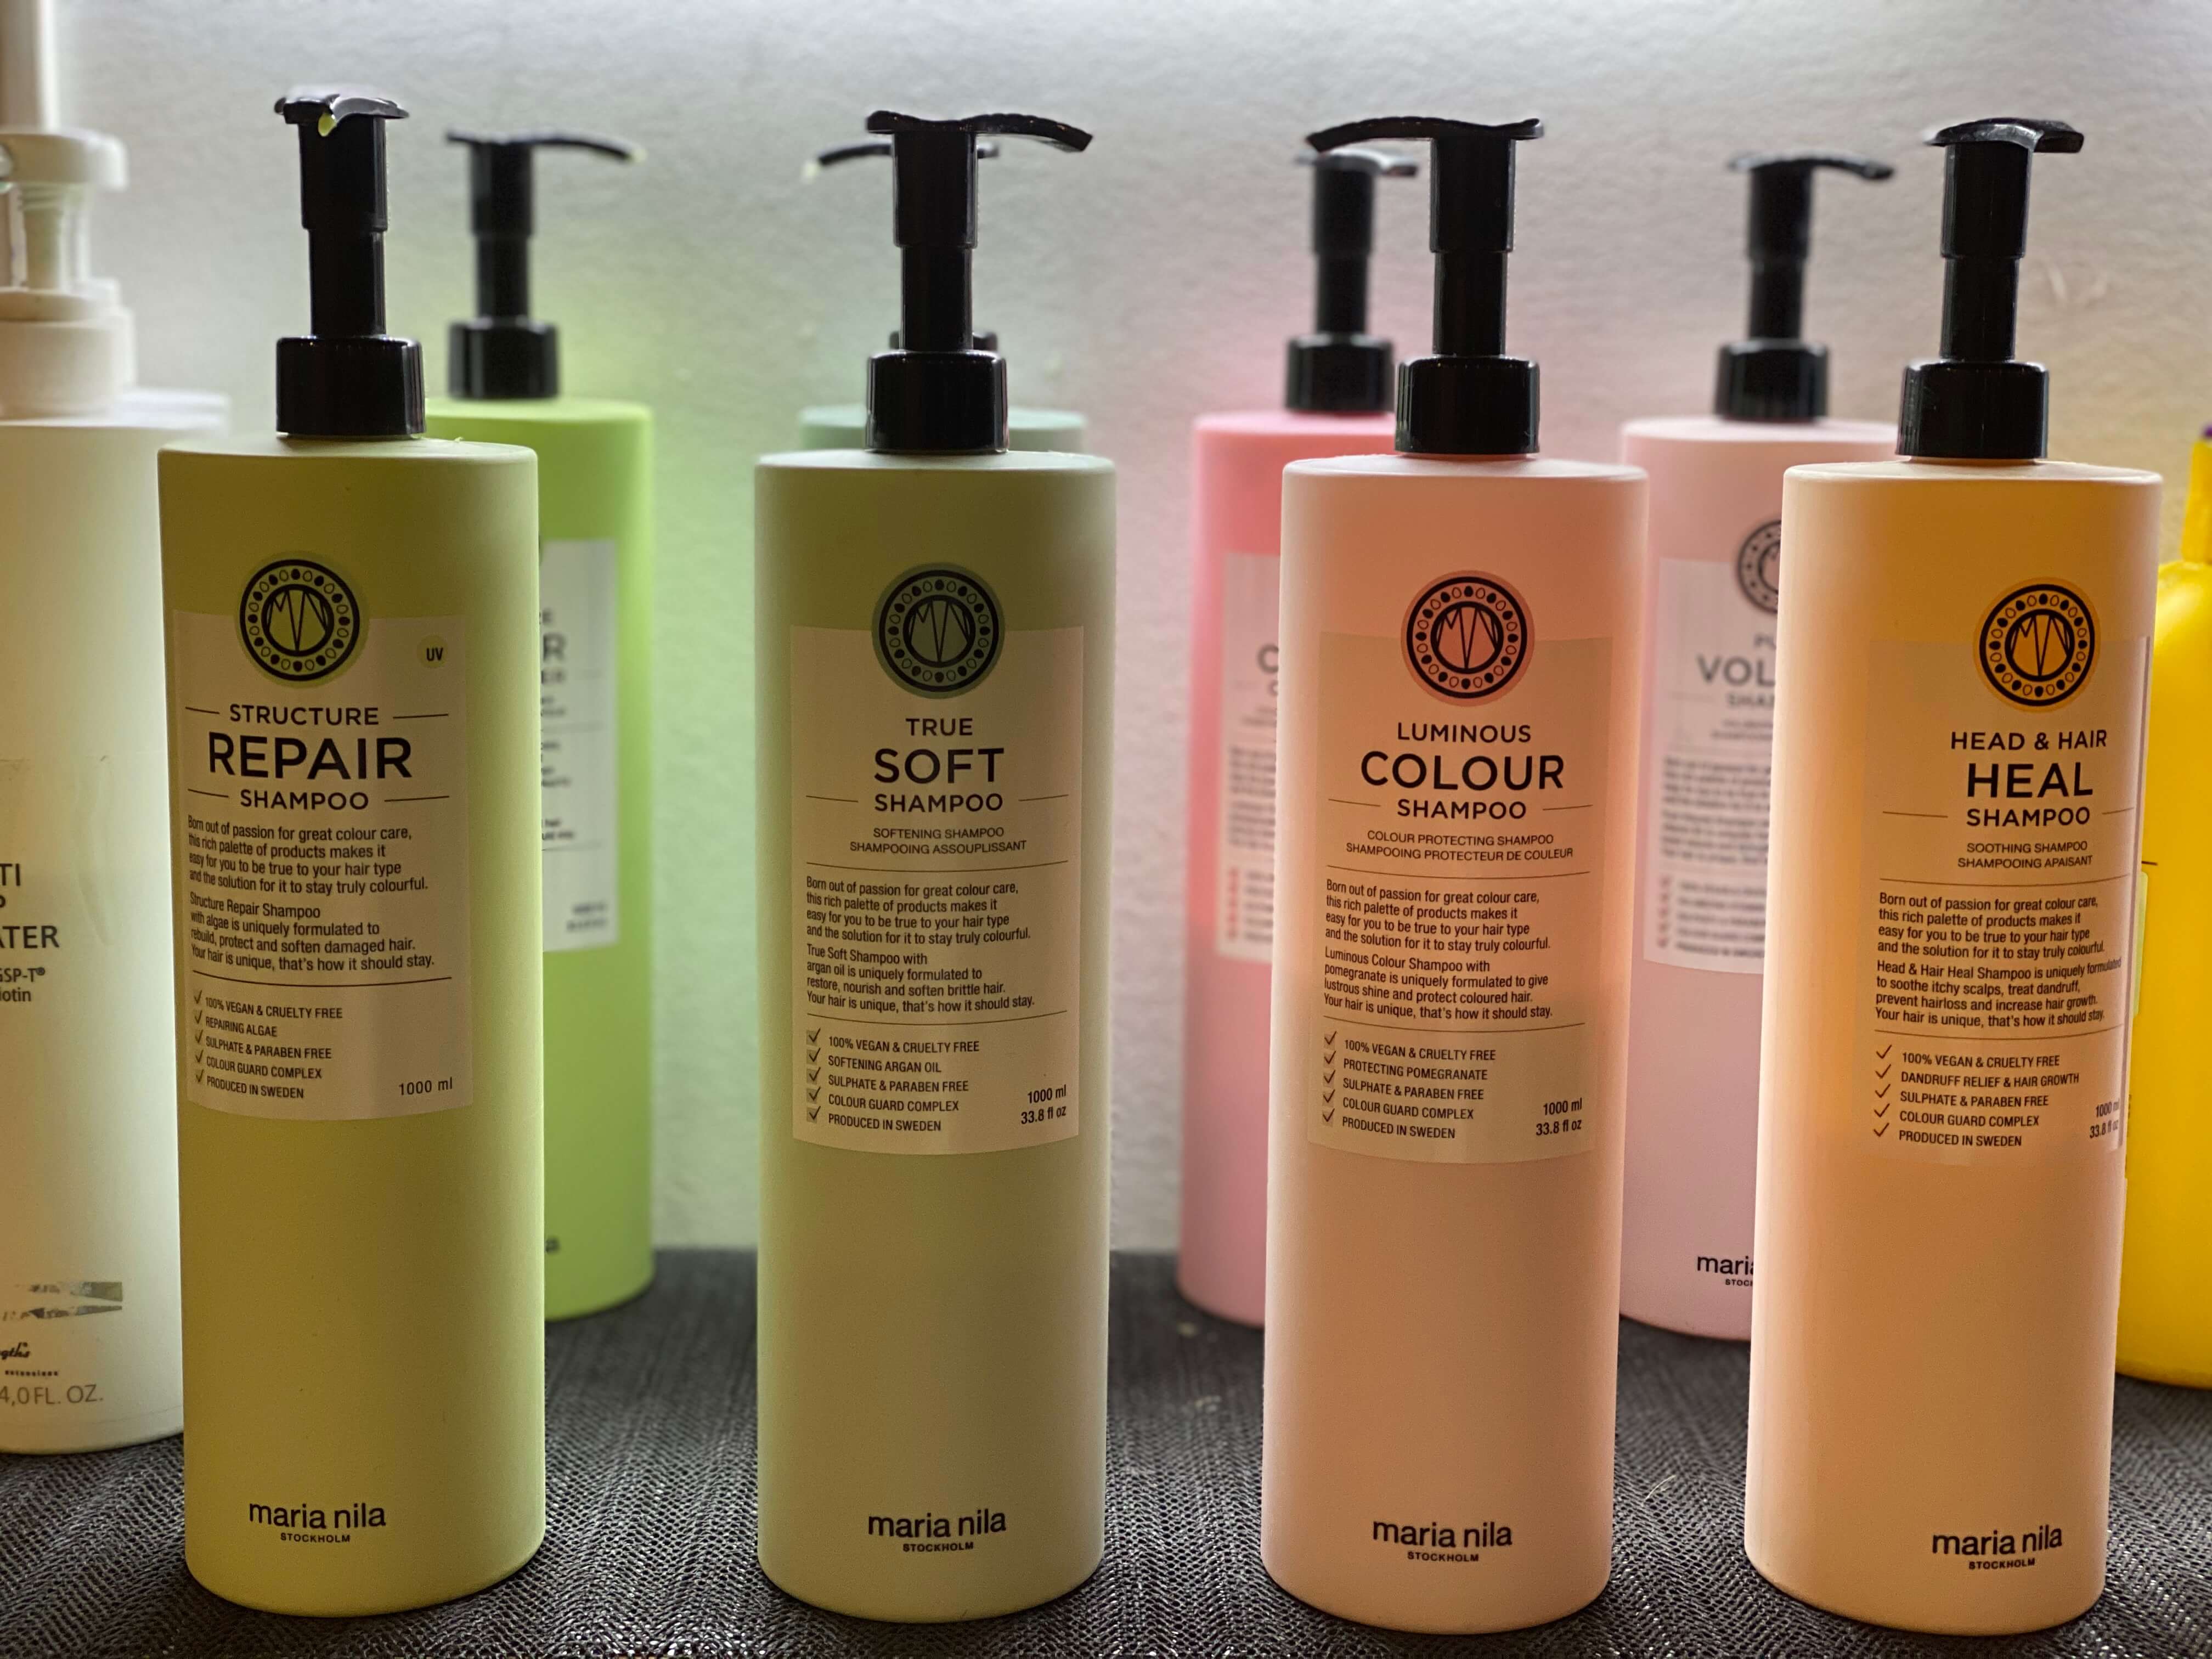 UV
STRUCTURE
REPAIR
SHAMPOO
Born out of passion for great colour care,
this rich palette of products makes it
easy for you to be true to your hair type
and the solution for it to stay truly colourful.
Structure Repair Shampoo
with algae is uniquely formulated to
rebuild, protect and soften damaged hair.
Your hair is unique, that's how it should stay.
100% VEGAN & CRUELTY FREE
REPAIRING ALGAE
SULPHATE & PARABEN FREE
COLOUR GUARD COMPLEX
PRODUCED IN SWEDEN
1000 ml
maria nila
STOCKHOLM
TRUE
SOFT
SHAMPOO
SOFTENING SHAMPOO
SHAMPOOING ASSOUPLISSANT
Born out of passion for great colour care,
this rich palette of products makes it
easy for you to be true to your hair type
and the solution for it to stay truly colourful.
True Soft Shampoo with
argan oil is uniquely formulated to
restore, nourish and soften brittle hair.
Your hair is unique, that's how it should stay.
100% VEGAN & CRUELTY FREE
SOFTENING ARGAN OIL
SULPHATE & PARABEN FREE
COLOUR GUARD COMPLEX
PRODUCED IN SWEDEN
1000 ml
33.8 fl oz
maria nila
STOCKHOLM
LUMINOUS
COLOUR
SHAMPOO
COLOUR PROTECTING SHAMPOO
SHAMPOOING PROTECTEUR DE COULEUR
Born out of passion for great colour care,
this rich palette of products makes it
easy for you to be true to your hair type
and the solution for it to stay truly colourful.
Luminous Colour Shampoo with
pomegranate is uniquely formulated to give
lustrous shine and protect coloured hair.
Your hair is unique, that's how it should stay.
100% VEGAN & CRUELTY FREE
PROTECTING POMEGRANATE
SULPHATE & PARABEN FREE
COLOUR GUARD COMPLEX
PRODUCED IN SWEDEN
1000 ml
33.8 fl oz
maria nila
STOCKHOLM
HEAD & HAIR
HEAL
SHAMPOO
SOOTHING SHAMPOO
SHAMPOOING APAISANT
Born out of passion for great colour care,
this rich palette of products makes it
easy for you to be true to your hair type
and the solution for it to stay truly colourful.
Head & Hair Heal Shampoo is uniquely formulated
to soothe itchy scalps, treat dandruff,
prevent hairloss and increase hair growth.
Your hair is unique, that's how it should stay.
100% VEGAN & CRUELTY FREE
DANDRUFF RELIEF & HAIR GROWTH
SULPHATE & PARABEN FREE
COLOUR GUARD COMPLEX
PRODUCED IN SWEDEN
1000 m
33.8 fl oz
maria nila
STOCKHOLM
TI
ATER
GSP-T®
iotin
4,0 FL. OZ.
VOL
maria